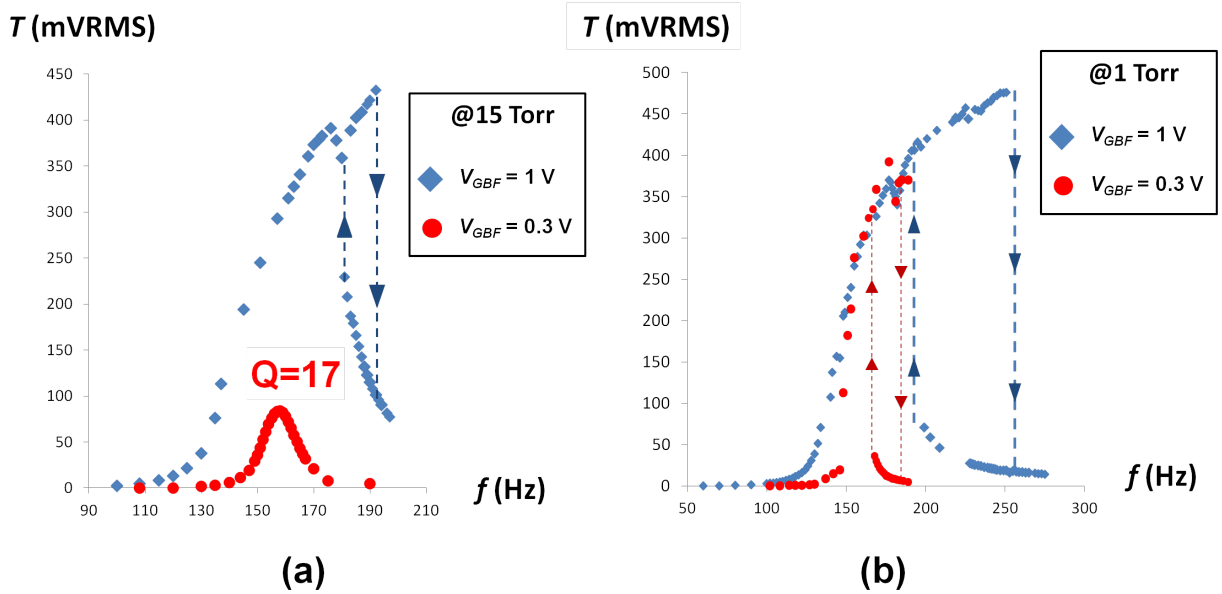 T (mVRMS)
450
400
350
300
250
200
150
100
50
0
90
110
130
150
170
190
210
f (Hz)
@15 Torr
VGBF = 1 V
VGBF = 0.3 V
Q=17
(a)
T (mVRMS)
500
450
400
350
300
250
200
150
100
50
0
50
100
150
200
250
300
f (Hz)
@1 Torr
VGBF = 1 V
VGBF = 0.3 V
(b)